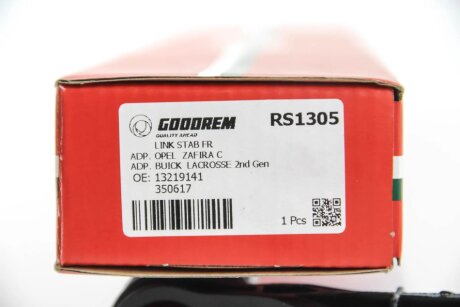 GOODREM
QUALITY AHEAD
RS1305
LINK STAB FR
ADP. OPEL ZAFIRA C
ADP. BUICK LACROSSE 2nd Gen
OE: 13219141
350617
1 Pcs